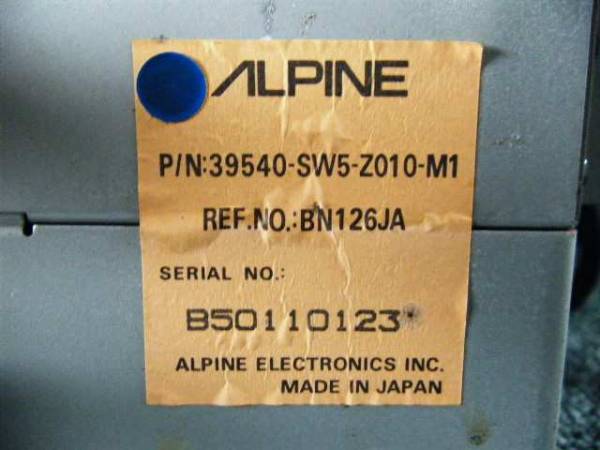 ALPINE
P/N:39540-SW5-Z010-M1
REF.NO.:BN126JA
SERIAL NO.:
B50110123*
ALPINE ELECTRONICS INC.
MADE IN JAPAN